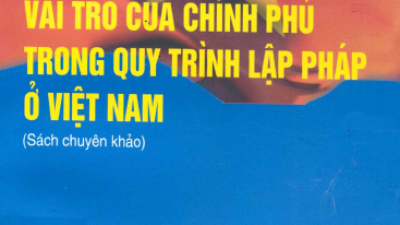 VAI TRÒ CỦA CHÍNH PHỦ
TRONG QUY TRÌNH LẬP PHÁP
Ở VIỆT NAM
(Sách chuyên khảo)